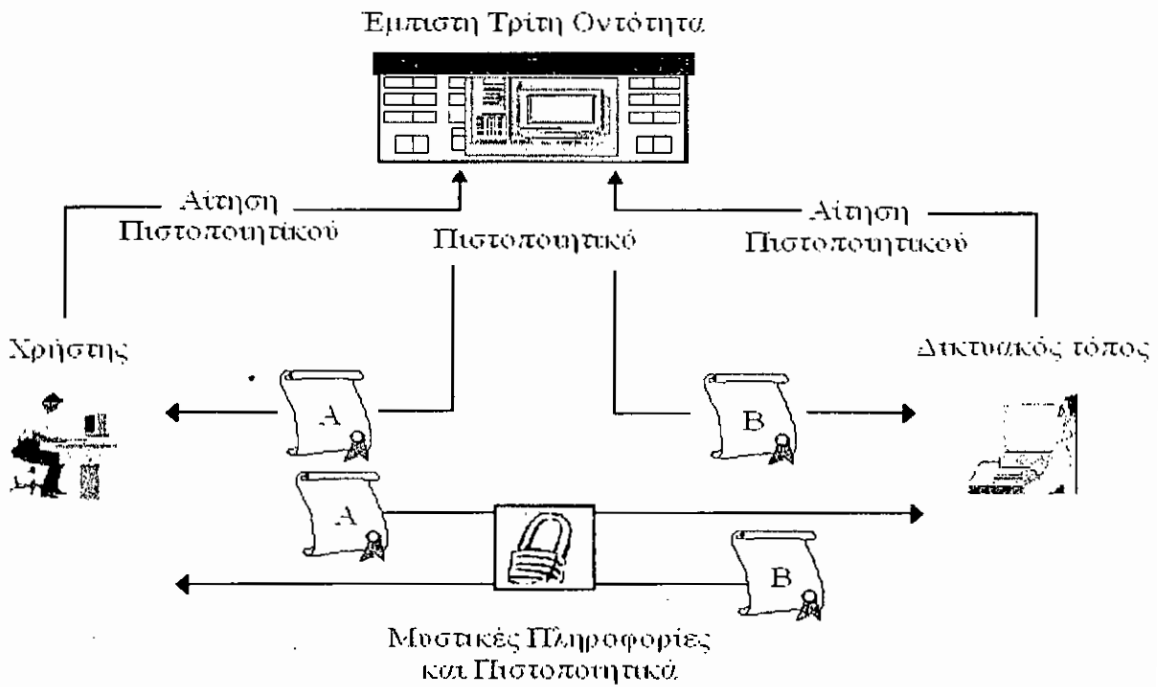 Έμπιστη Τρίτη Οντότητα
Αίτηση
Πιστοποιητικού
Πιστοποιητικό
Αίτηση
Πιστοποιητικού
Χρήστης
Δικτυακός τόπος
A
B
A
B
Μυστικές Πληροφορίες
και Πιστοποιητικά